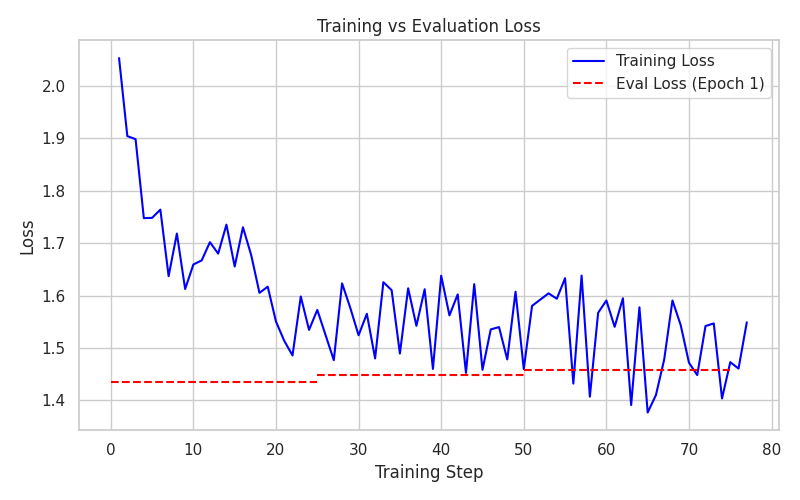 Training vs Evaluation Loss
Training Loss
Eval Loss (Epoch 1)
Loss
2.0
1.9
1.8
1.7
1.6
1.5
1.4
0 10 20 30 40 50 60 70 80
Training Step